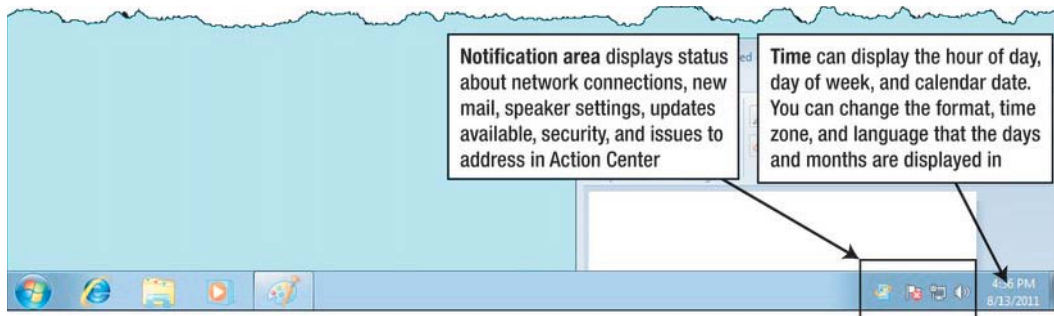 Notification area displays status
about network connections, new
mail, speaker settings, updates
available, security, and issues to
address in Action Center
ed
Time can display the hour of day,
day of week, and calendar date.
You can change the format, time
zone, and language that the days
and months are displayed in
PM
8/13/2011